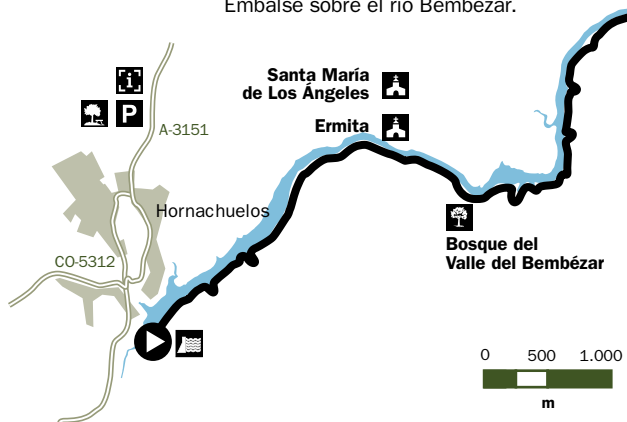 Embalse sobre el río Bembézar.
Santa María
de Los Ángeles
Ermita
A-3151
Hornachuelos
CO-5312
Bosque del
Valle del Bembézar
0 500 1.000
m
i
P